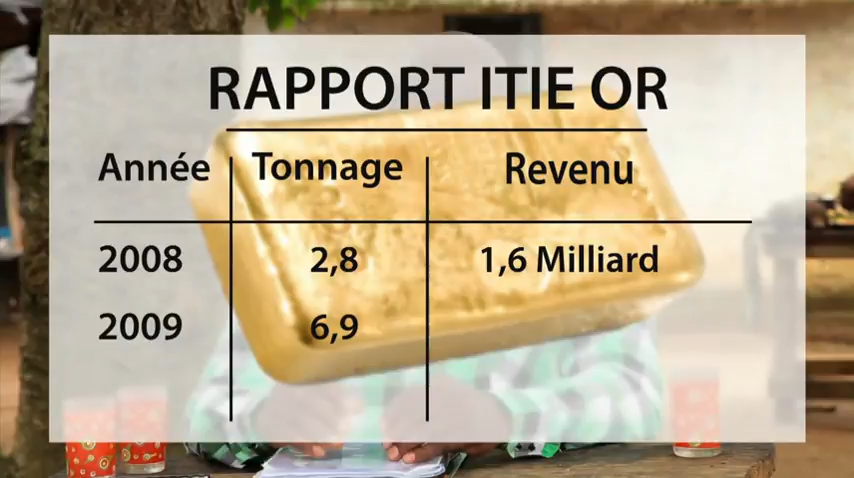 RAPPORT ITIE OR
Année Tonnage Revenu
2008 2,8 1,6 Milliard
2009 6,9